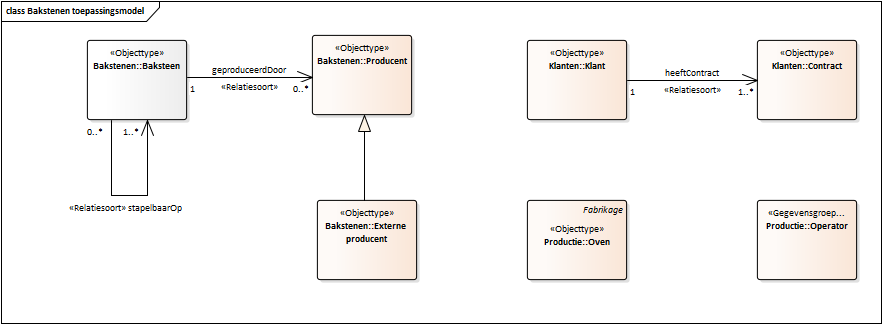 class Bakstenen toepassingsmodel
«Objecttype»
Bakstenen::Baksteen
geproduceerdDoor
1
«Relatiesoort»
0..*
«Objecttype»
Bakstenen::Producent
«Objecttype»
Klanten::Klant
heeftContract
1
«Relatiesoort»
1..*
«Objecttype»
Klanten::Contract
0..*
1..*
«Relatiesoort» stapelbaarOp
«Objecttype»
Bakstenen::Externe
producent
Fabrikage
«Objecttype»
Productie::Oven
«Gegevensgroep...
Productie::Operator